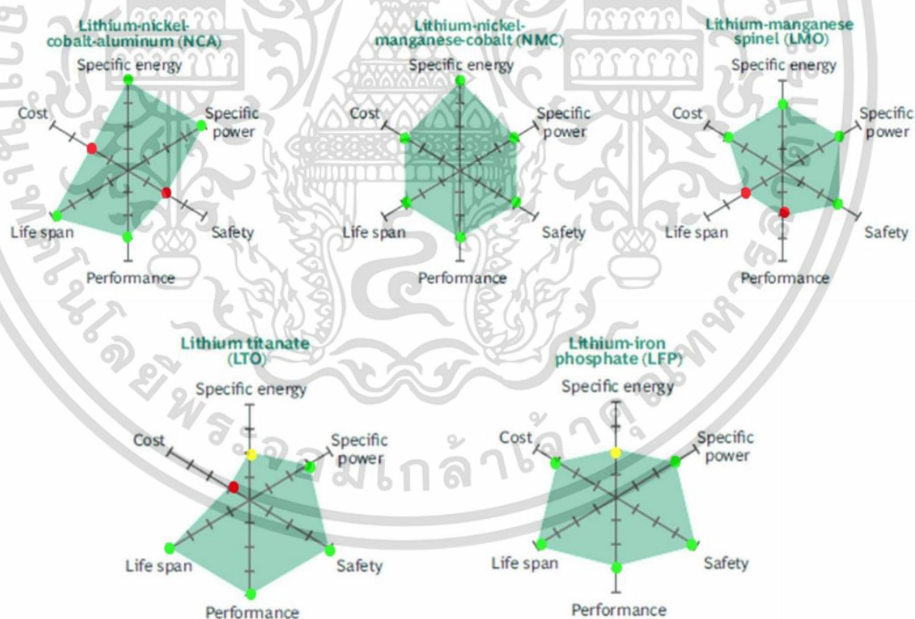 Lithium-nickel-
cobalt-aluminum (NCA)
Specific energy
Cost
Specific
power
Life span
Safety
Performance
Lithium-nickel-
manganese-cobalt (NMC)
Specific energy
Cost
Specific
power
Life span
Safety
Performance
Lithium-manganese
spinel (LMO)
Specific energy
Cost
Specific
power
Life span
Safety
Performance
Lithium titanate
(LTO)
Specific energy
Cost
Specific
power
Life span
Safety
Performance
Lithium-iron
phosphate (LFP)
Specific energy
Cost
Specific
power
Life span
Safety
Performance